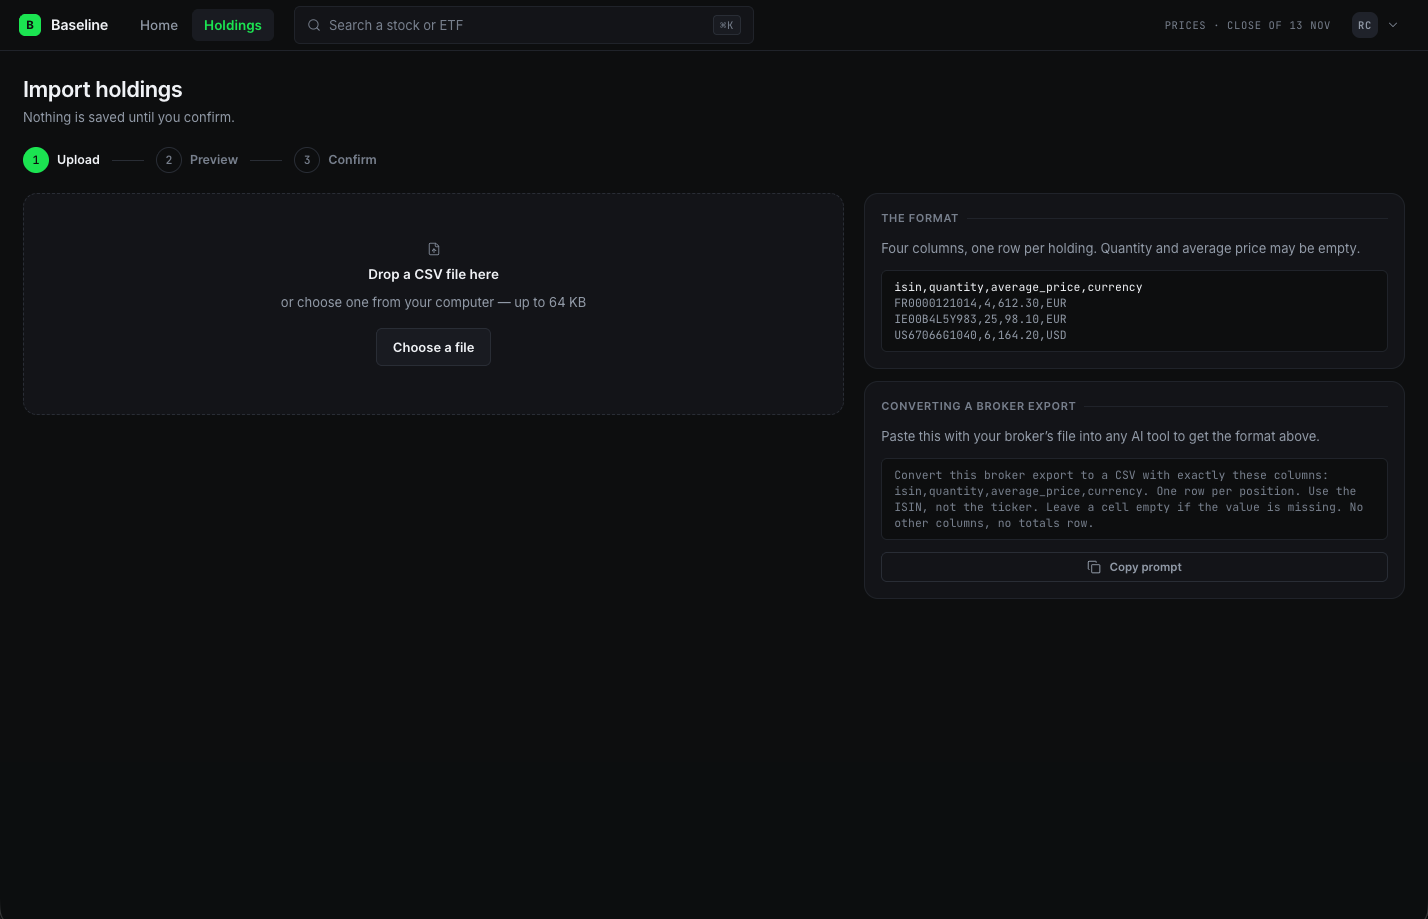 B Baseline Home Holdings Search a stock or ETF ⌘K PRICES · CLOSE OF 13 NOV RC
Import holdings
Nothing is saved until you confirm.
1 Upload 2 Preview 3 Confirm
Drop a CSV file here
or choose one from your computer — up to 64 KB
Choose a file
THE FORMAT
Four columns, one row per holding. Quantity and average price may be empty.
isin,quantity,average_price,currency
FR0000121014,4,612.30,EUR
IE00B4L5Y983,25,98.10,EUR
US67066G1040,6,164.20,USD
CONVERTING A BROKER EXPORT
Paste this with your broker’s file into any AI tool to get the format above.
Convert this broker export to a CSV with exactly these columns:
isin,quantity,average_price,currency. One row per position. Use the
ISIN, not the ticker. Leave a cell empty if the value is missing. No
other columns, no totals row.
Copy prompt